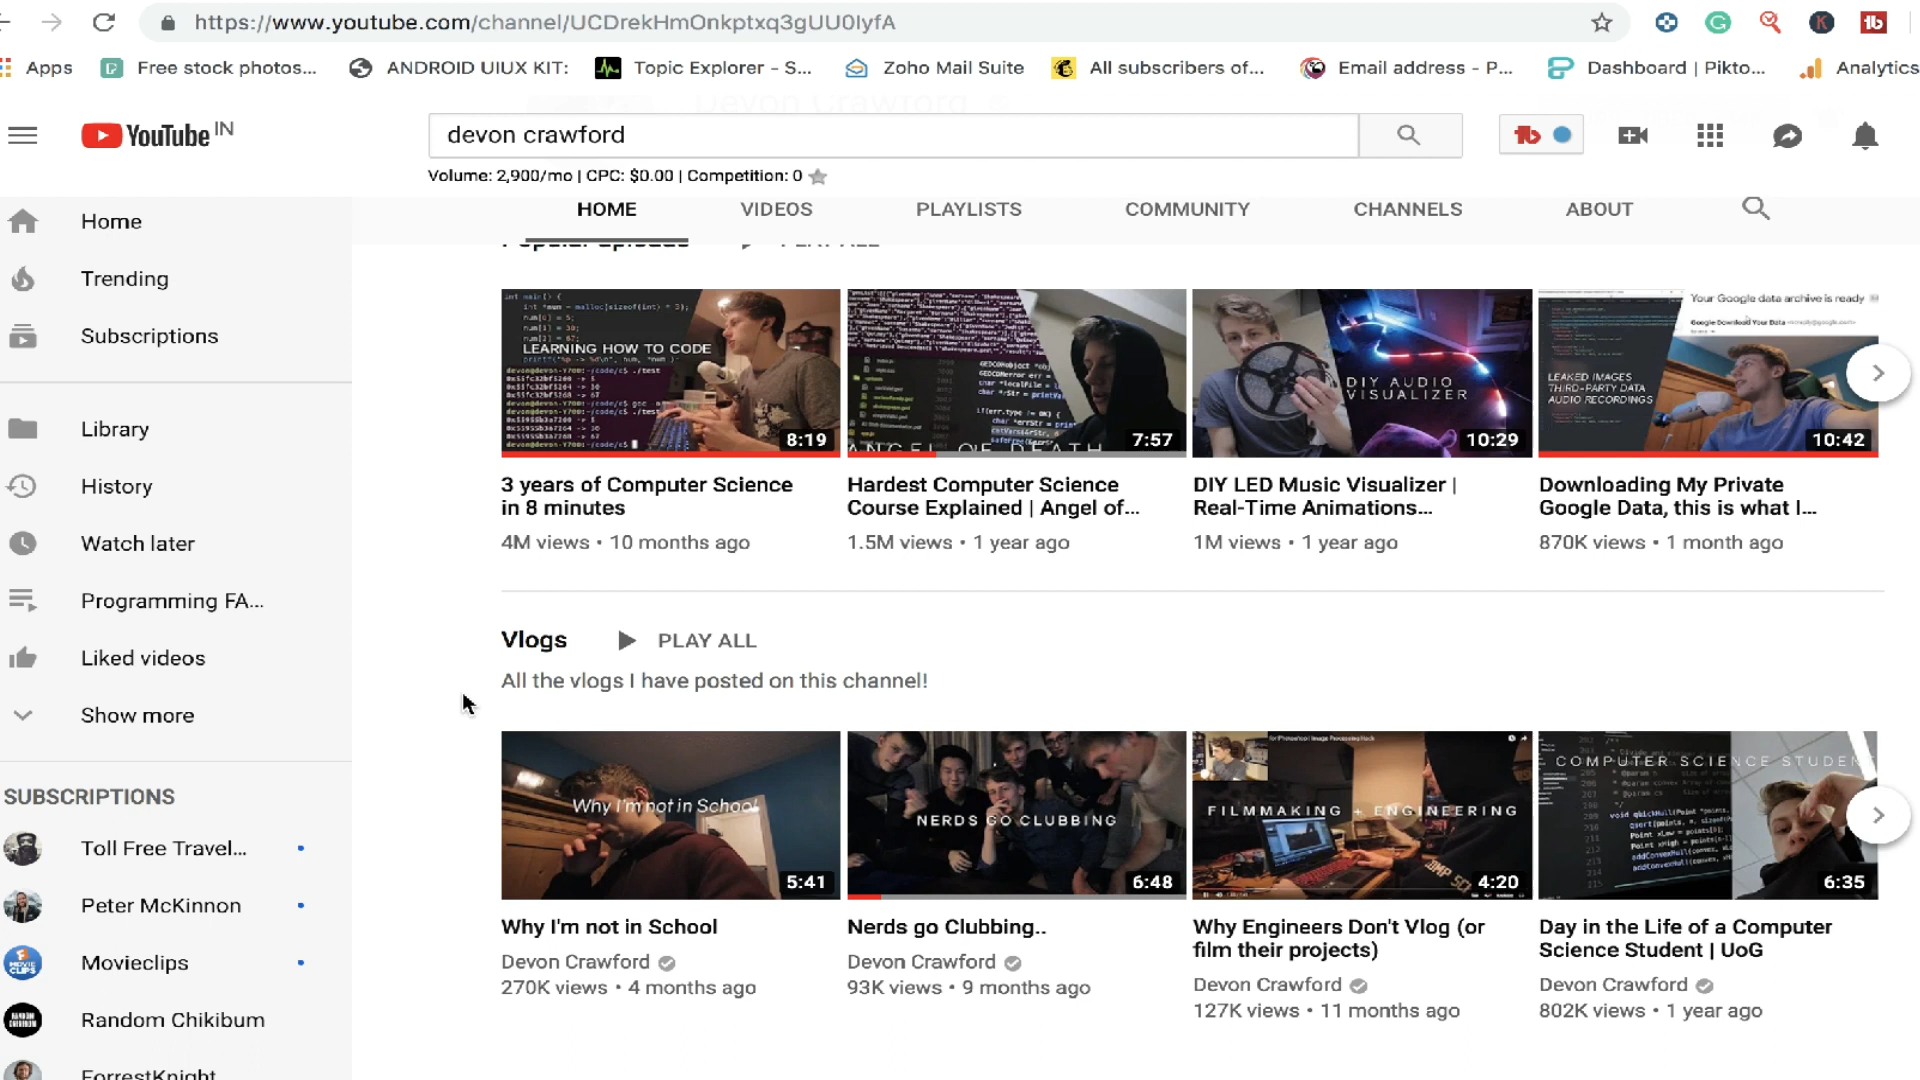 https://www.youtube.com/channel/UCDrekHmOnkptxq3gUU0lyfA
Apps Free stock photos... ANDROID UIUX KIT: Topic Explorer - S... Zoho Mail Suite All subscribers of... Email address - P... Dashboard | Pikto... Analytics
YouTube IN
devon crawford
Volume: 2,900/mo | CPC: $0.00 | Competition: 0
HOME VIDEOS PLAYLISTS COMMUNITY CHANNELS ABOUT
Home
Trending
Subscriptions
Library
History
Watch later
Programming FA...
Liked videos
Show more
SUBSCRIPTIONS
Toll Free Travel...
Peter McKinnon
Movieclips
Random Chikibum
ForrestKnight
Popular uploads PLAY ALL
LEARNING HOW TO CODE
8:19
ANGEL OF DEATH
7:57
DIY AUDIO
VISUALIZER
10:29
Your Google data archive is ready
Google Download Your Data
LEAKED IMAGES
THIRD-PARTY DATA
AUDIO RECORDINGS
10:42
3 years of Computer Science
in 8 minutes
4M views • 10 months ago
Hardest Computer Science
Course Explained | Angel of...
1.5M views • 1 year ago
DIY LED Music Visualizer |
Real-Time Animations...
1M views • 1 year ago
Downloading My Private
Google Data, this is what I...
870K views • 1 month ago
Vlogs PLAY ALL
All the vlogs I have posted on this channel!
Why I'm not in School
5:41
NERDS GO CLUBBING
6:48
FILMMAKING + ENGINEERING
4:20
COMPUTER SCIENCE STUDENT
6:35
Why I'm not in School
Devon Crawford
270K views • 4 months ago
Nerds go Clubbing..
Devon Crawford
93K views • 9 months ago
Why Engineers Don't Vlog (or
film their projects)
Devon Crawford
127K views • 11 months ago
Day in the Life of a Computer
Science Student | UoG
Devon Crawford
802K views • 1 year ago